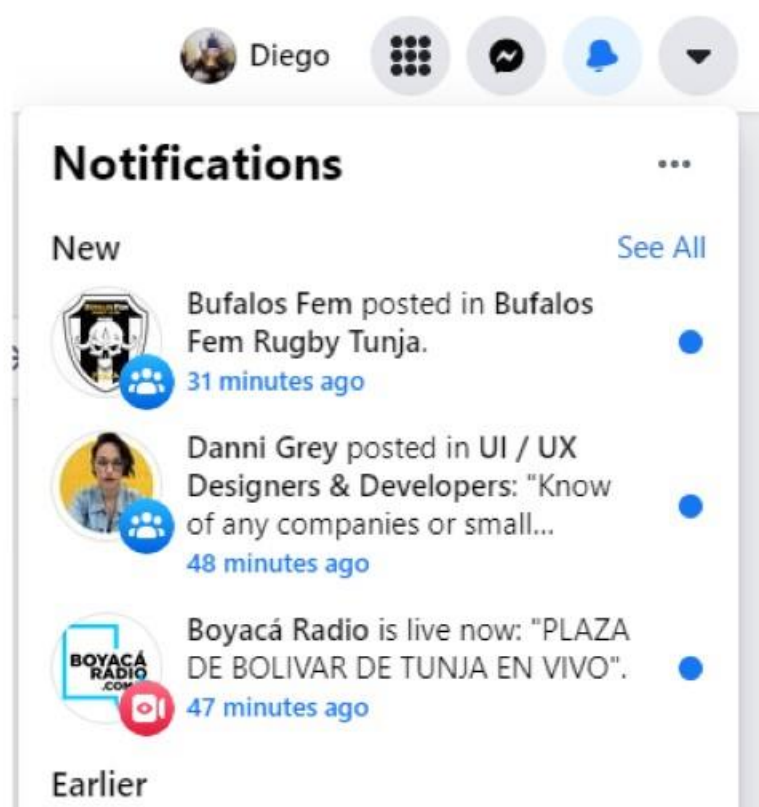 Diego
Notifications
New
See All
Bufalos Fem posted in Bufalos
Fem Rugby Tunja.
31 minutes ago
Danni Grey posted in UI / UX
Designers & Developers: "Know
of any companies or small...
48 minutes ago
BOYACÁ
RADIO
.COM
Boyacá Radio is live now: "PLAZA
DE BOLIVAR DE TUNJA EN VIVO".
47 minutes ago
Earlier